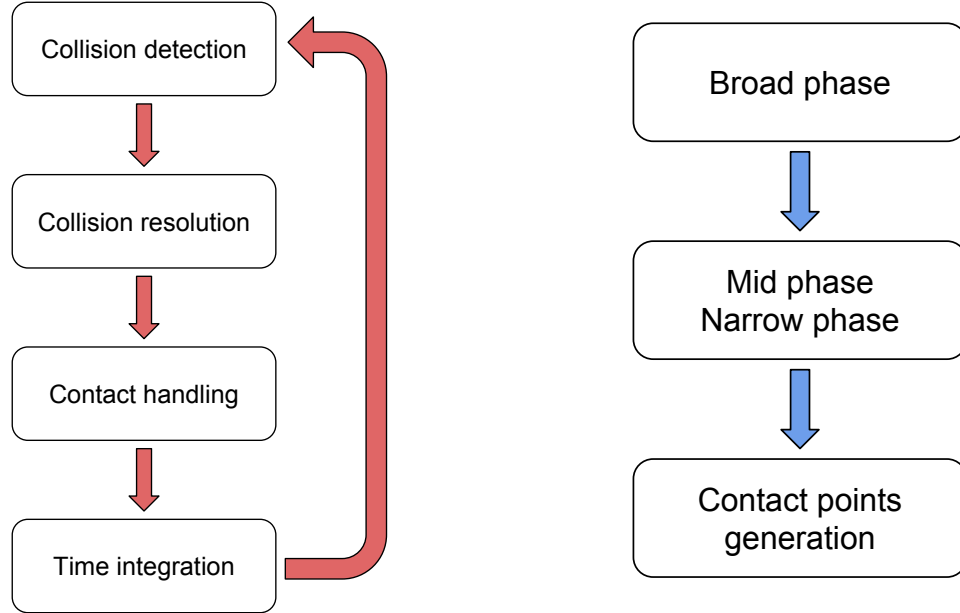 Collision detection
Collision resolution
Contact handling
Time integration
Broad phase
Mid phase
Narrow phase
Contact points
generation